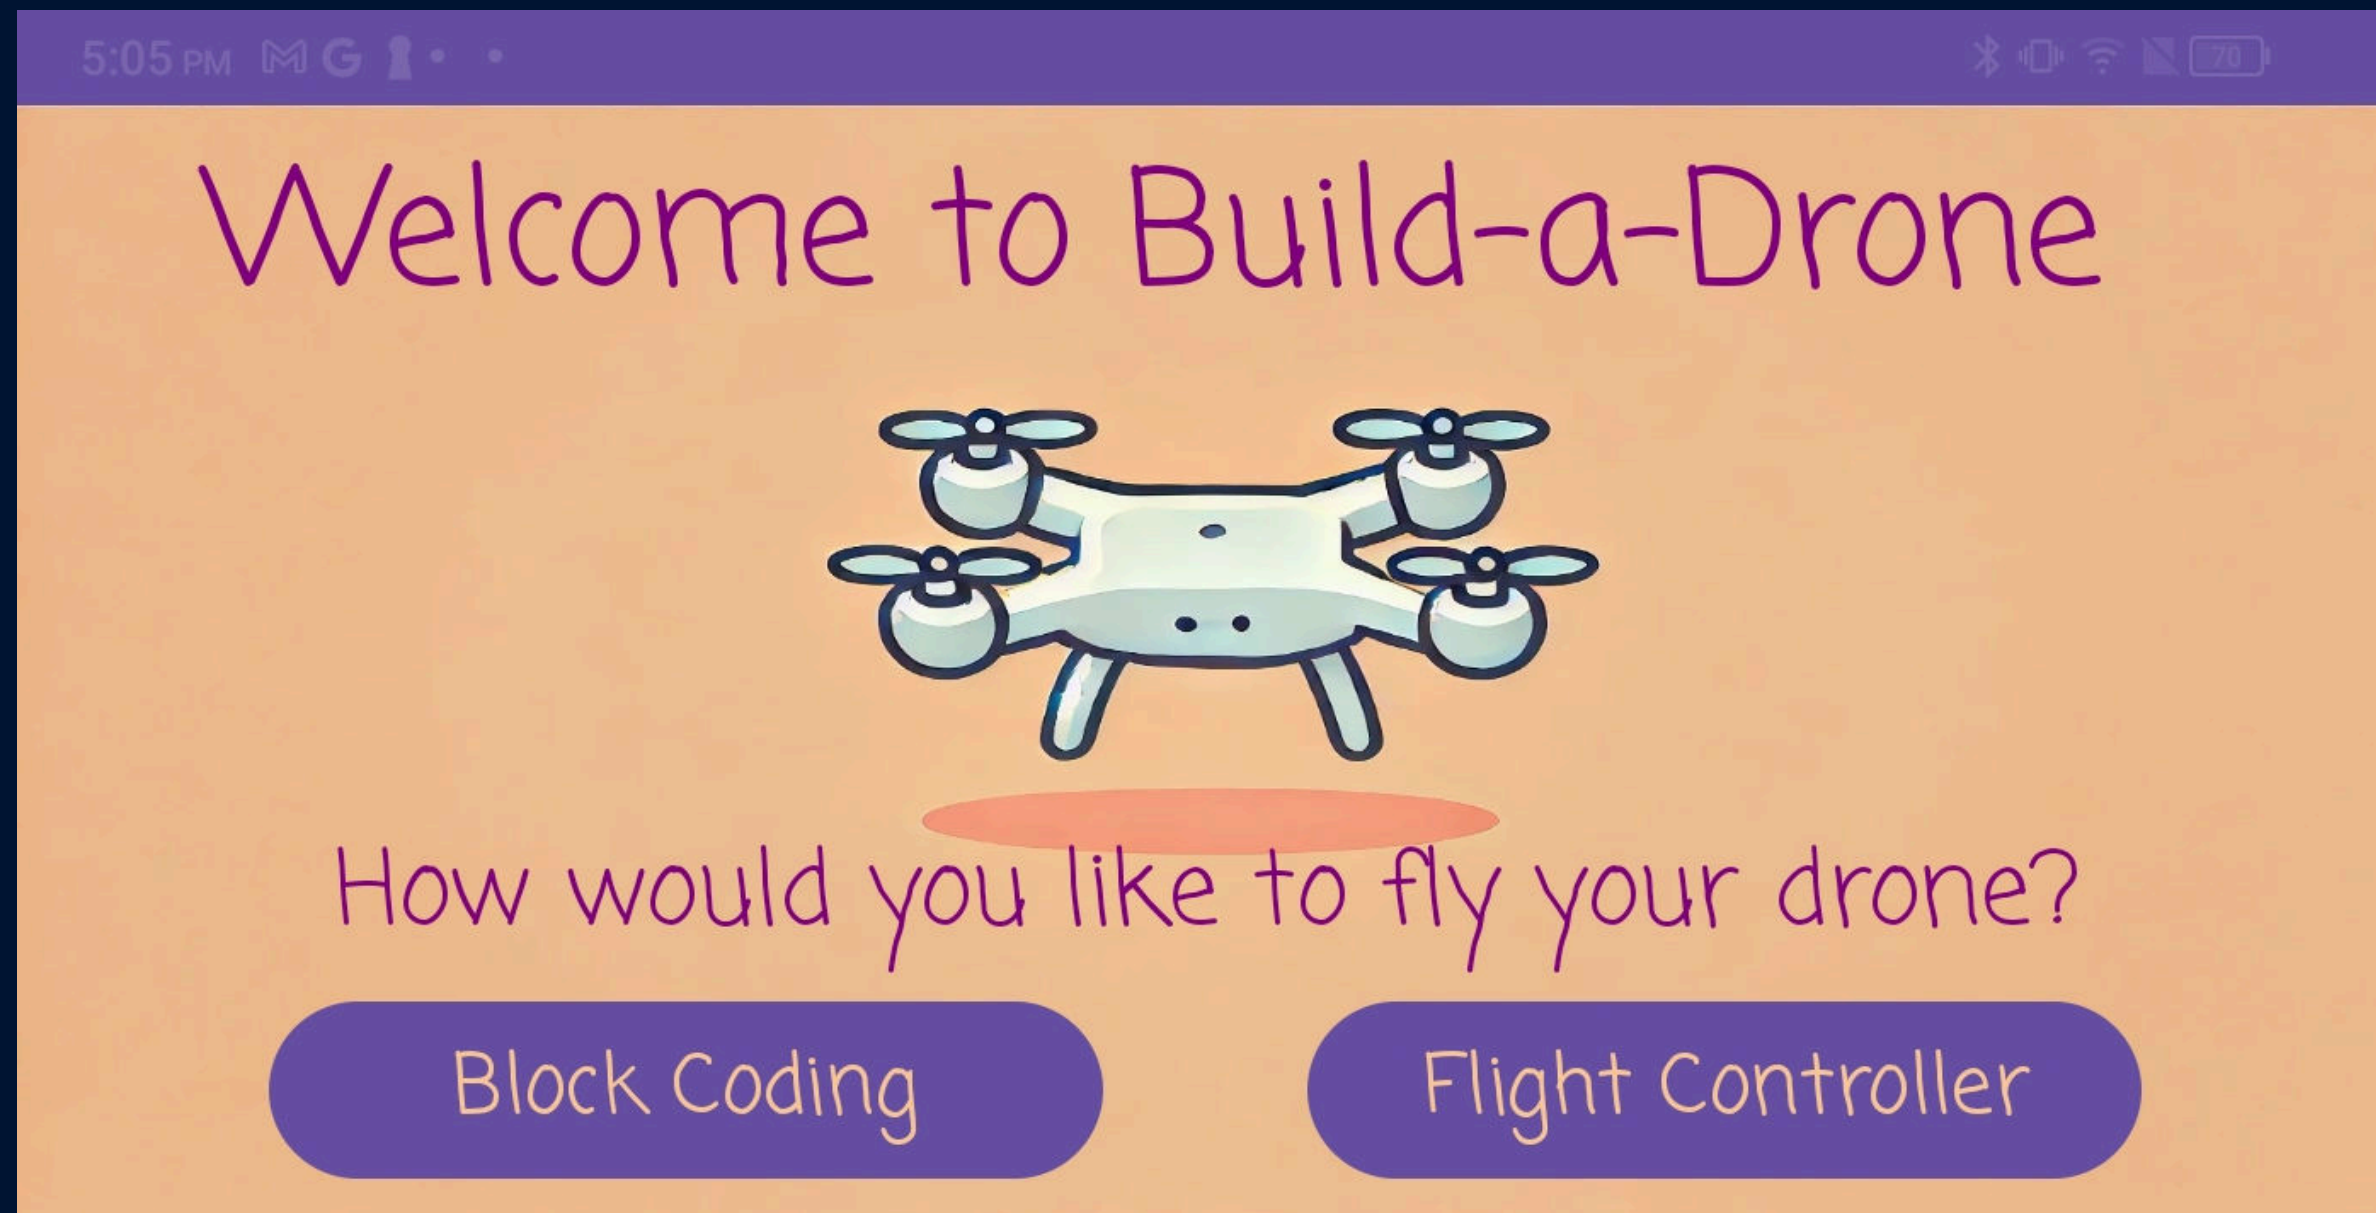 5:05 PM
70
Welcome to Build-a-Drone
How would you like to fly your drone?
Block Coding
Flight Controller